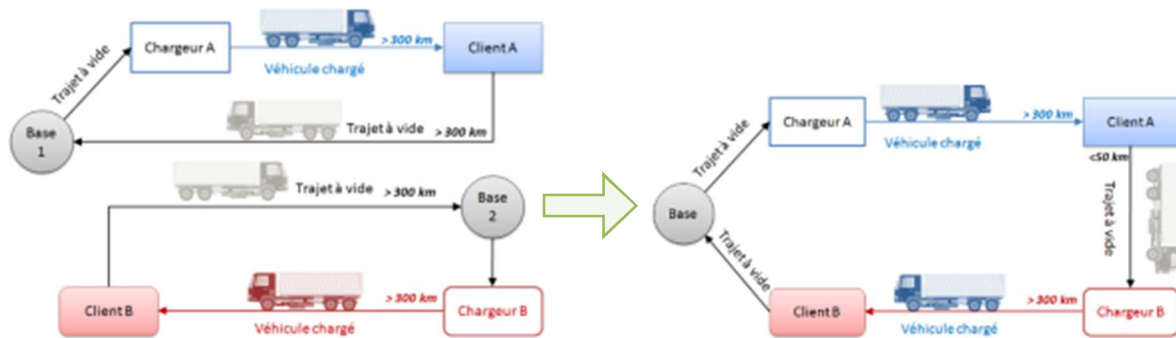 Chargeur A
> 300 km
Client A
Véhicule chargé
Trajet à vide
Base
1
Trajet à vide
> 300 km
Trajet à vide
> 300 km
Base
2
Client B
> 300 km
Véhicule chargé
Chargeur B
Chargeur A
> 300 km
Client A
Véhicule chargé
Trajet à vide
<50 km
Trajet à vide
Base
Trajet à vide
Client B
> 300 km
Véhicule chargé
Chargeur B